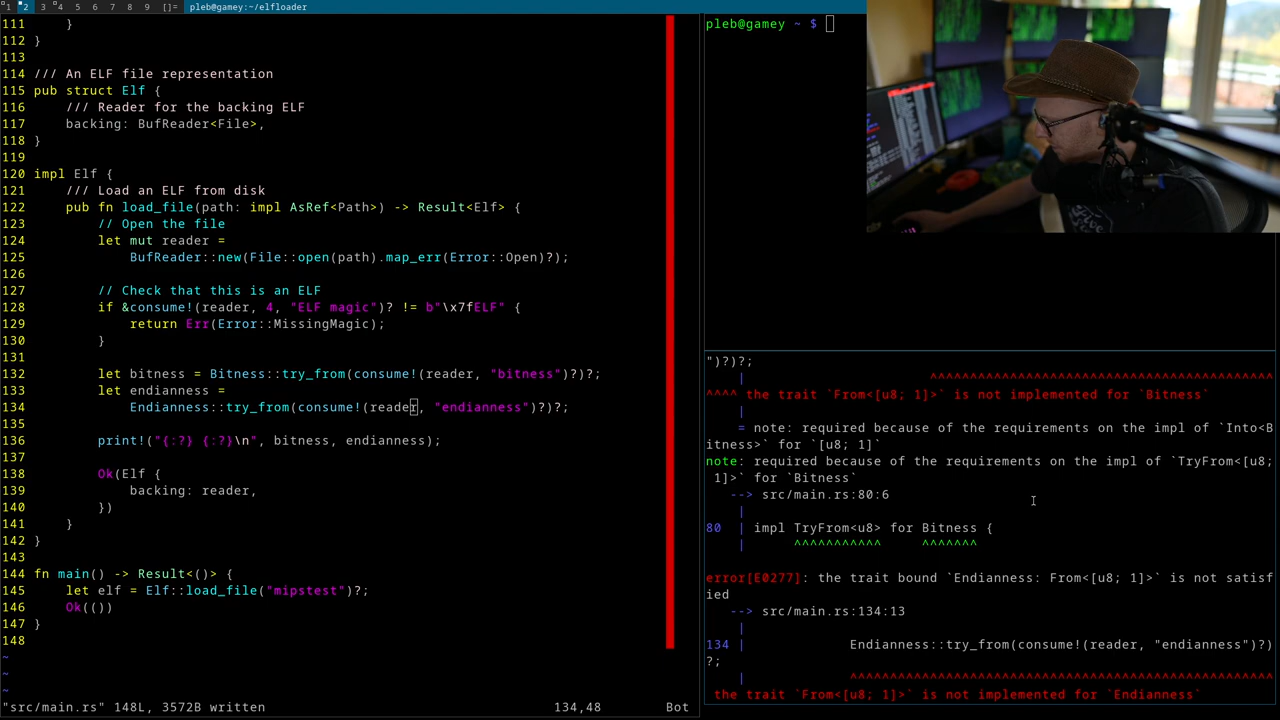 1 2 3 4 5 6 7 8 9 []= pleb@gamey:~/elfloader
111     }
112 }
113
114 /// An ELF file representation
115 pub struct Elf {
116     /// Reader for the backing ELF
117     backing: BufReader<File>,
118 }
119
120 impl Elf {
121     /// Load an ELF from disk
122     pub fn load_file(path: impl AsRef<Path>) -> Result<Elf> {
123         // Open the file
124         let mut reader =
125             BufReader::new(File::open(path).map_err(Error::Open)?);
126
127         // Check that this is an ELF
128         if &consume!(reader, 4, "ELF magic")? != b"\x7fELF" {
129             return Err(Error::MissingMagic);
130         }
131
132         let bitness = Bitness::try_from(consume!(reader, "bitness")?)?;
133         let endianness =
134             Endianness::try_from(consume!(reader, "endianness")?)?;
135
136         print!("{:?} {:?}\n", bitness, endianness);
137
138         Ok(Elf {
139             backing: reader,
140         })
141     }
142 }
143
144 fn main() -> Result<()> {
145     let elf = Elf::load_file("mipstest")?;
146     Ok(())
147 }
148
~
~
~
"src/main.rs" 148L, 3572B written 134,48 Bot
pleb@gamey ~ $
")?)?;
    |                        ^^^^^^^^^^^^^^^^^^^^^^^^^^^^^^^^^^^^^^^^^^^
^^^^ the trait `From<[u8; 1]>` is not implemented for `Bitness`
    |
    = note: required because of the requirements on the impl of `Into<B
itness>` for `[u8; 1]`
note: required because of the requirements on the impl of `TryFrom<[u8;
 1]>` for `Bitness`
   --> src/main.rs:80:6
    |
80  | impl TryFrom<u8> for Bitness {
    |      ^^^^^^^^^^^     ^^^^^^^
error[E0277]: the trait bound `Endianness: From<[u8; 1]>` is not satisf
ied
   --> src/main.rs:134:13
    |
134 |             Endianness::try_from(consume!(reader, "endianness")?)
?;
    |             ^^^^^^^^^^^^^^^^^^^^^^^^^^^^^^^^^^^^^^^^^^^^^^^^^^^^^
 the trait `From<[u8; 1]>` is not implemented for `Endianness`